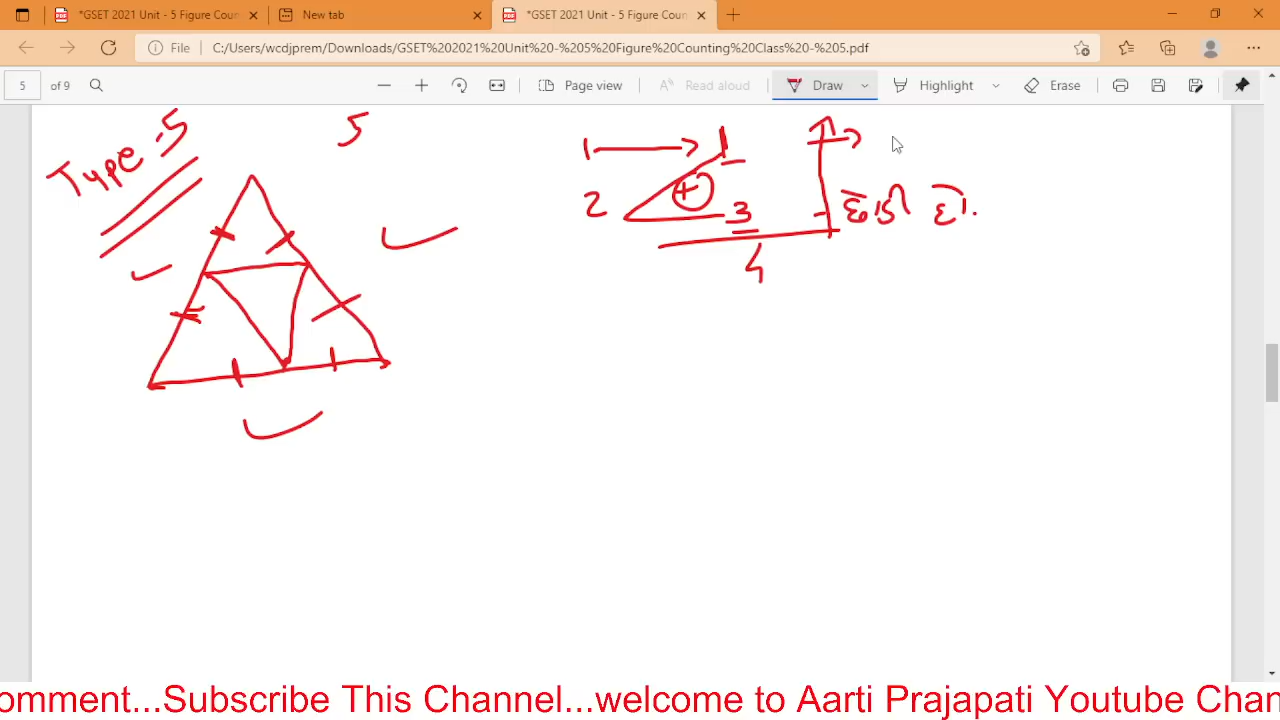 *GSET 2021 Unit - 5 Figure Coun
New tab
*GSET 2021 Unit - 5 Figure Coun
File C:/Users/wcdjprem/Downloads/GSET%202021%20Unit%20-%205%20Figure%20Counting%20Class%20-%205.pdf
5 of 9 Page view Read aloud Draw Highlight Erase
Type -5
5
1 1
2 3
4
omment...Subscribe This Channel...welcome to Aarti Prajapati Youtube Chan